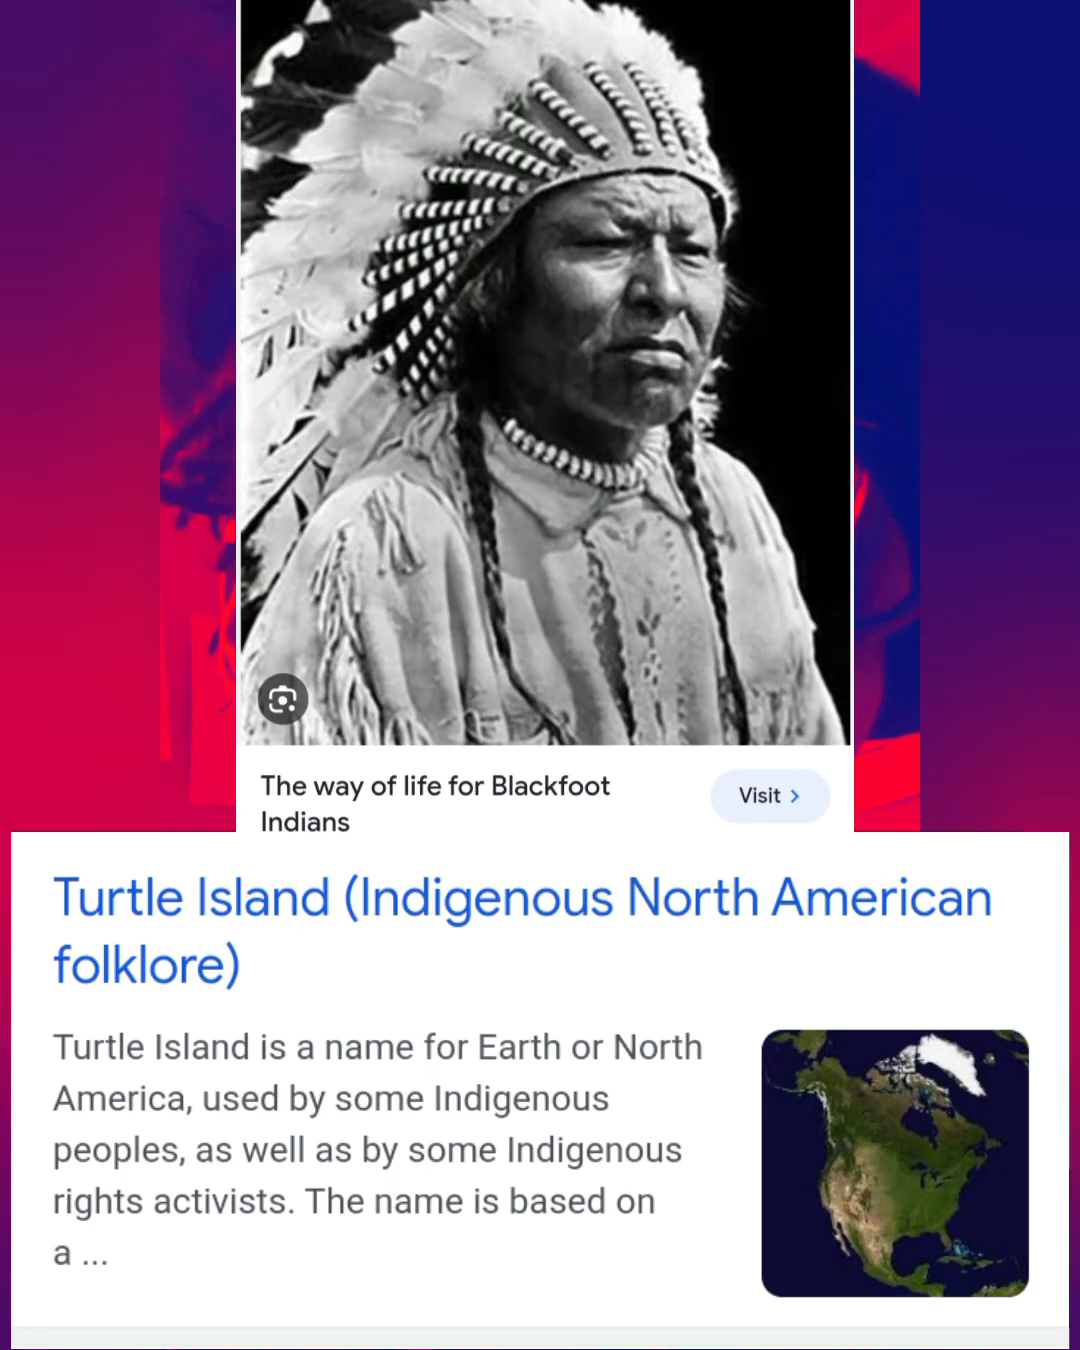 The way of life for Blackfoot
Indians
Visit >
Turtle Island (Indigenous North American
folklore)
Turtle Island is a name for Earth or North
America, used by some Indigenous
peoples, as well as by some Indigenous
rights activists. The name is based on
a ...